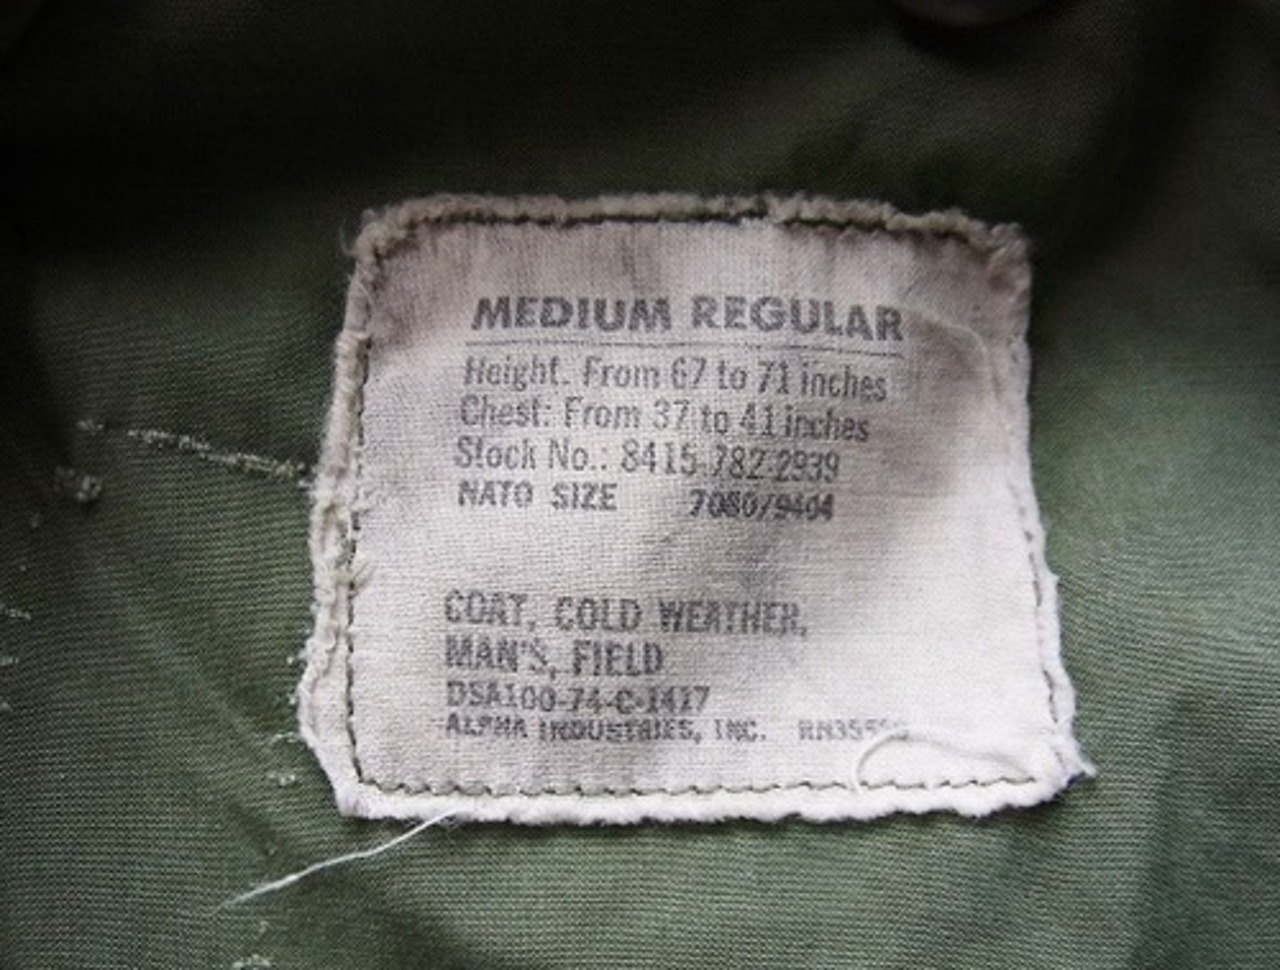 MEDIUM REGULAR
Height. From 67 to 71 inches
Chest: From 37 to 41 inches
Stock No.: 8415-782-2939
NATO SIZE 7080/9404
COAT, COLD WEATHER,
MAN'S, FIELD
DSA100-74-C-1417
ALPHA INDUSTRIES, INC.